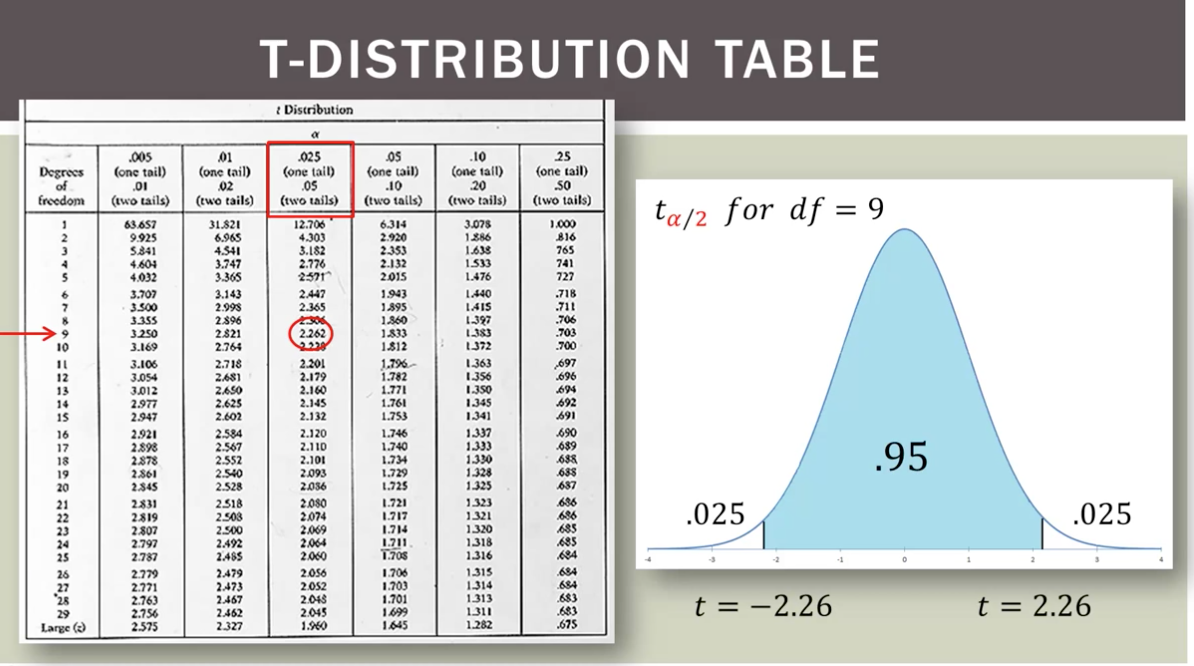 T-DISTRIBUTION TABLE
t Distribution
α
Degrees of freedom .005 (one tail) .01 (two tails) .01 (one tail) .02 (two tails) .025 (one tail) .05 (two tails) .05 (one tail) .10 (two tails) .10 (one tail) .20 (two tails) .25 (one tail) .50 (two tails)
1 63.657 31.821 12.706 6.314 3.078 1.000
2 9.925 6.965 4.303 2.920 1.886 .816
3 5.841 4.541 3.182 2.353 1.638 765
4 4.604 3.747 2.776 2.132 1.533 741
5 4.032 3.365 2.571 2.015 1.476 727
6 3.707 3.143 2.447 1.943 1.440 .718
7 3.500 2.998 2.365 1.895 1.415 .711
8 3.355 2.896 2.306 1.860 1.397 .706
9 3.250 2.821 2.262 1.833 1.383 .703
10 3.169 2.764 2.228 1.812 1.372 .700
11 3.106 2.718 2.201 1.796 1.363 .697
12 3.054 2.681 2.179 1.782 1.356 .696
13 3.012 2.650 2.160 1.771 1.350 .694
14 2.977 2.625 2.145 1.761 1.345 .692
15 2.947 2.602 2.132 1.753 1.341 .691
16 2.921 2.584 2.120 1.746 1.337 .690
17 2.898 2.567 2.110 1.740 1.333 .689
18 2.878 2.552 2.101 1.734 1.330 .688
19 2.861 2.540 2.093 1.729 1.328 .688
20 2.845 2.528 2.086 1.725 1.325 .687
21 2.831 2.518 2.080 1.721 1.323 .686
22 2.819 2.508 2.074 1.717 1.321 .686
23 2.807 2.500 2.069 1.714 1.320 .685
24 2.797 2.492 2.064 1.711 1.318 .685
25 2.787 2.485 2.060 1.708 1.316 .684
26 2.779 2.479 2.056 1.706 1.315 .684
27 2.771 2.473 2.052 1.703 1.314 .684
28 2.763 2.467 2.048 1.701 1.313 .683
29 2.756 2.462 2.045 1.699 1.311 .683
Large (z) 2.575 2.327 1.960 1.645 1.282 .675
tα/2 for df = 9
.95
.025
.025
-4 -3 -2 -1 0 1 2 3 4
t = −2.26
t = 2.26